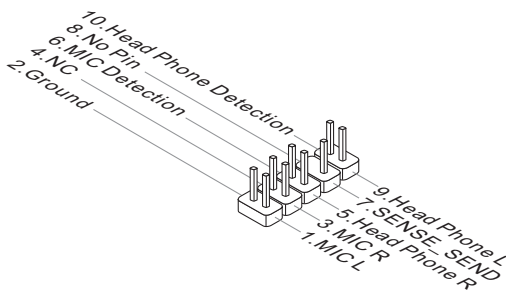 10.Head Phone Detection
8.No Pin
6.MIC Detection
4.NC
2.Ground
9.Head Phone L
7.SENSE_SEND
5.Head Phone R
3.MIC R
1.MIC L